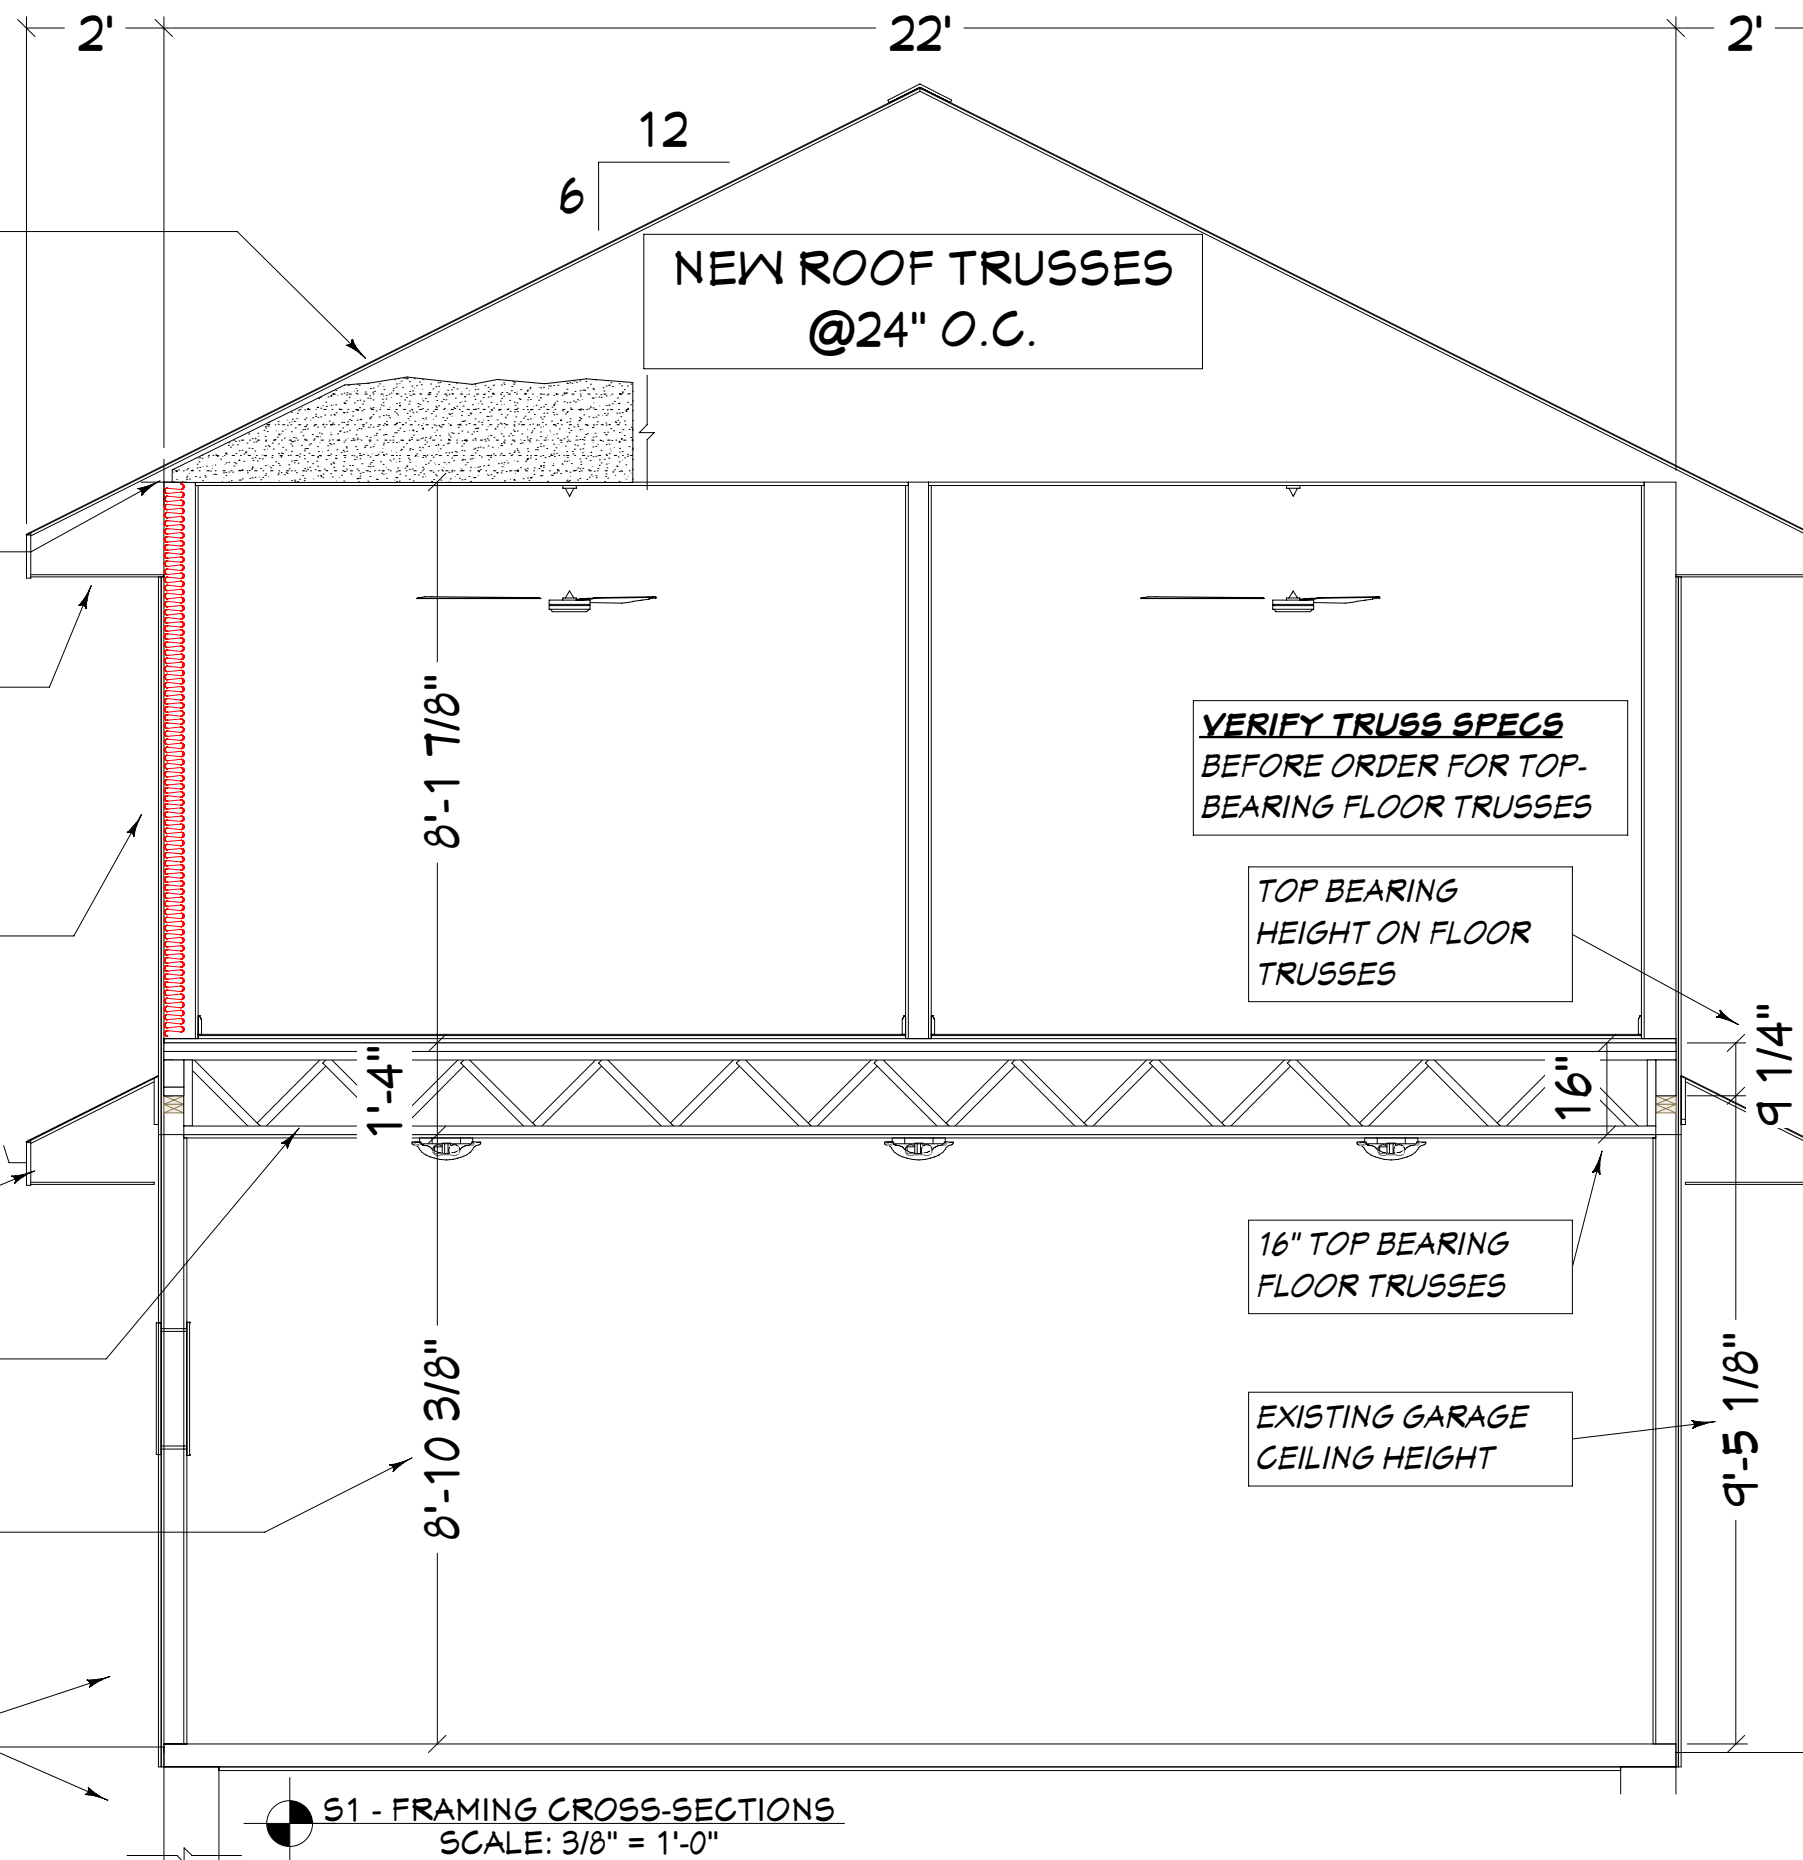 2' 22' 2'
12
6
NEW ROOF TRUSSES
@24" O.C.
8'-1 7/8"
VERIFY TRUSS SPECS
BEFORE ORDER FOR TOP-
BEARING FLOOR TRUSSES
TOP BEARING
HEIGHT ON FLOOR
TRUSSES
1'-4"
16"
9 1/4"
16" TOP BEARING
FLOOR TRUSSES
8'-10 3/8"
EXISTING GARAGE
CEILING HEIGHT
9'-5 1/8"
S1 - FRAMING CROSS-SECTIONS
SCALE: 3/8" = 1'-0"